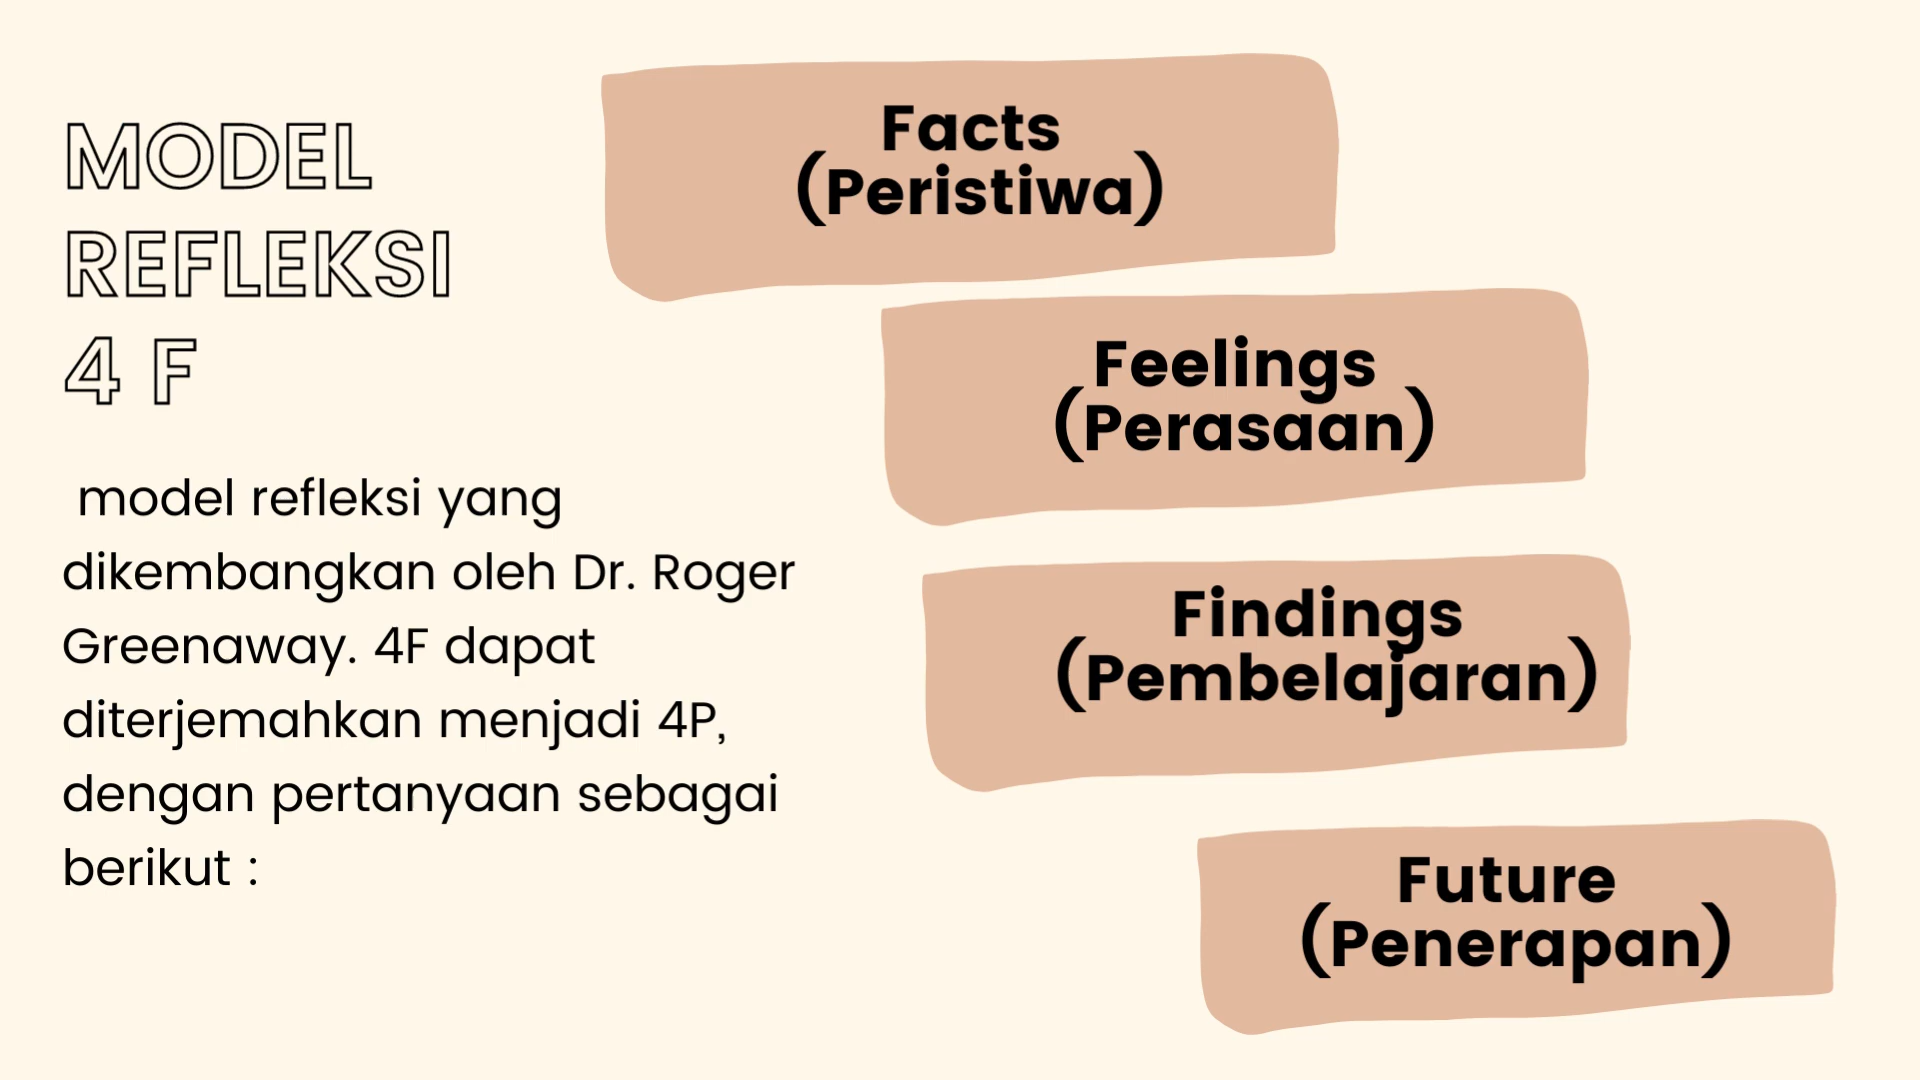 MODEL
REFLEKSI
4 F
model refleksi yang
dikembangkan oleh Dr. Roger
Greenaway. 4F dapat
diterjemahkan menjadi 4P,
dengan pertanyaan sebagai
berikut :
Facts
(Peristiwa)
Feelings
(Perasaan)
Findings
(Pembelajaran)
Future
(Penerapan)